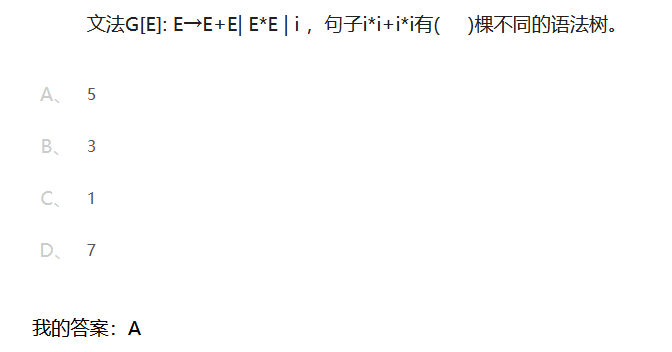 文法G[E]: E→E+E| E*E | i ，句子i*i+i*i有(     )棵不同的语法树。
A、 5
B、 3
C、 1
D、 7
我的答案：A